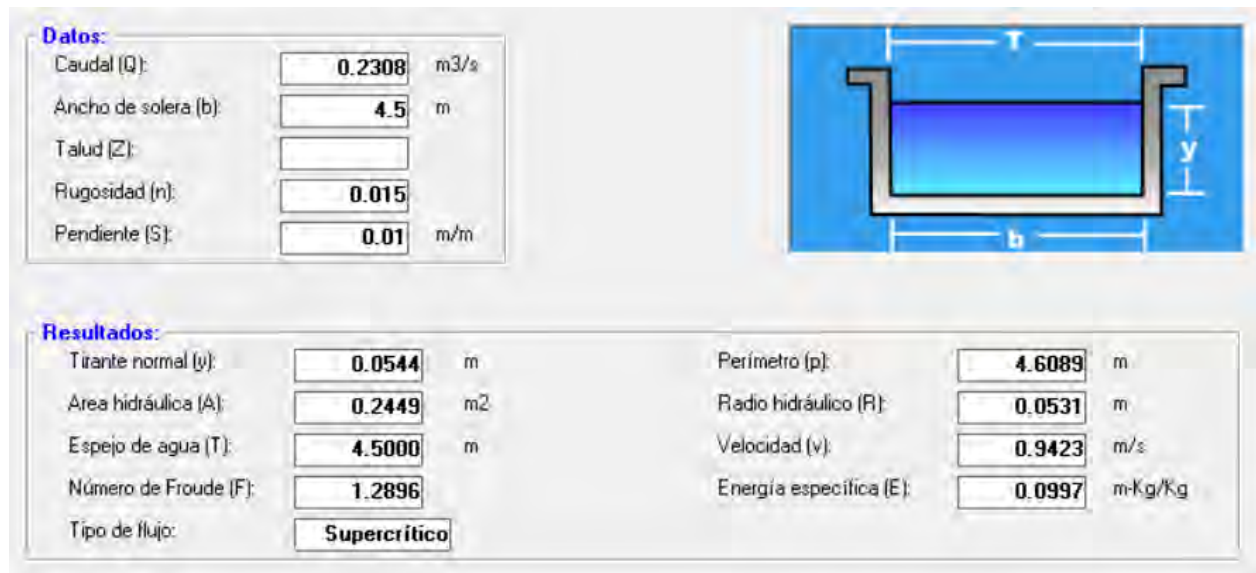 Datos:
Caudal (Q): 0.2308 m3/s
Ancho de solera (b): 4.5 m
Talud (Z):
Rugosidad (n): 0.015
Pendiente (S): 0.01 m/m
T
y
b
Resultados:
Tirante normal (y): 0.0544 m Perímetro (p): 4.6089 m
Area hidráulica (A): 0.2449 m2 Radio hidráulico (R): 0.0531 m
Espejo de agua (T): 4.5000 m Velocidad (v): 0.9423 m/s
Número de Froude (F): 1.2896 Energía específica (E): 0.0997 m-Kg/Kg
Tipo de flujo: Supercrítico